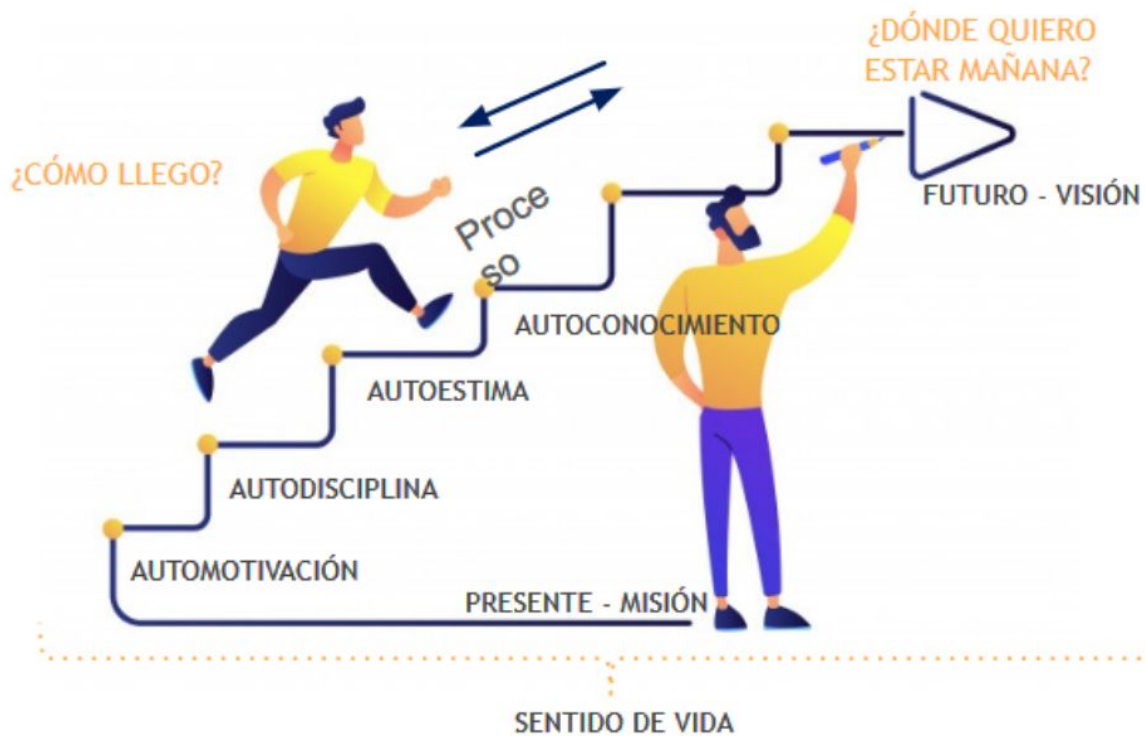 ¿DÓNDE QUIERO
ESTAR MAÑANA?
¿CÓMO LLEGO?
FUTURO - VISIÓN
Proce
so
AUTOCONOCIMIENTO
AUTOESTIMA
AUTODISCIPLINA
AUTOMOTIVACIÓN
PRESENTE - MISIÓN
SENTIDO DE VIDA